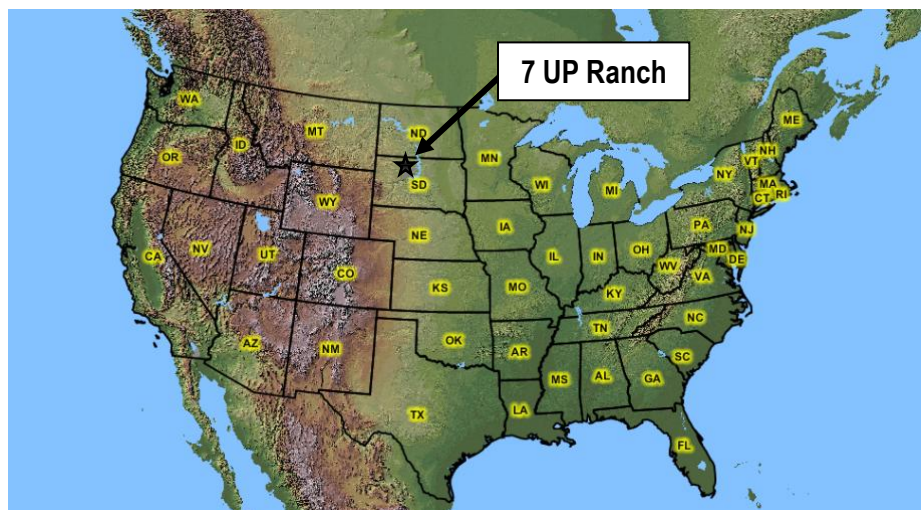 7 UP Ranch
WA
MT
ND
MN
ME
OR
ID
SD
WI
MI
VT
NH
NY
MA
CT
RI
WY
NV
UT
CA
CO
NE
IA
IL
IN
OH
PA
NJ
MD
DE
WV
VA
KS
MO
KY
NC
TN
AZ
NM
OK
AR
SC
MS
AL
GA
TX
LA
FL